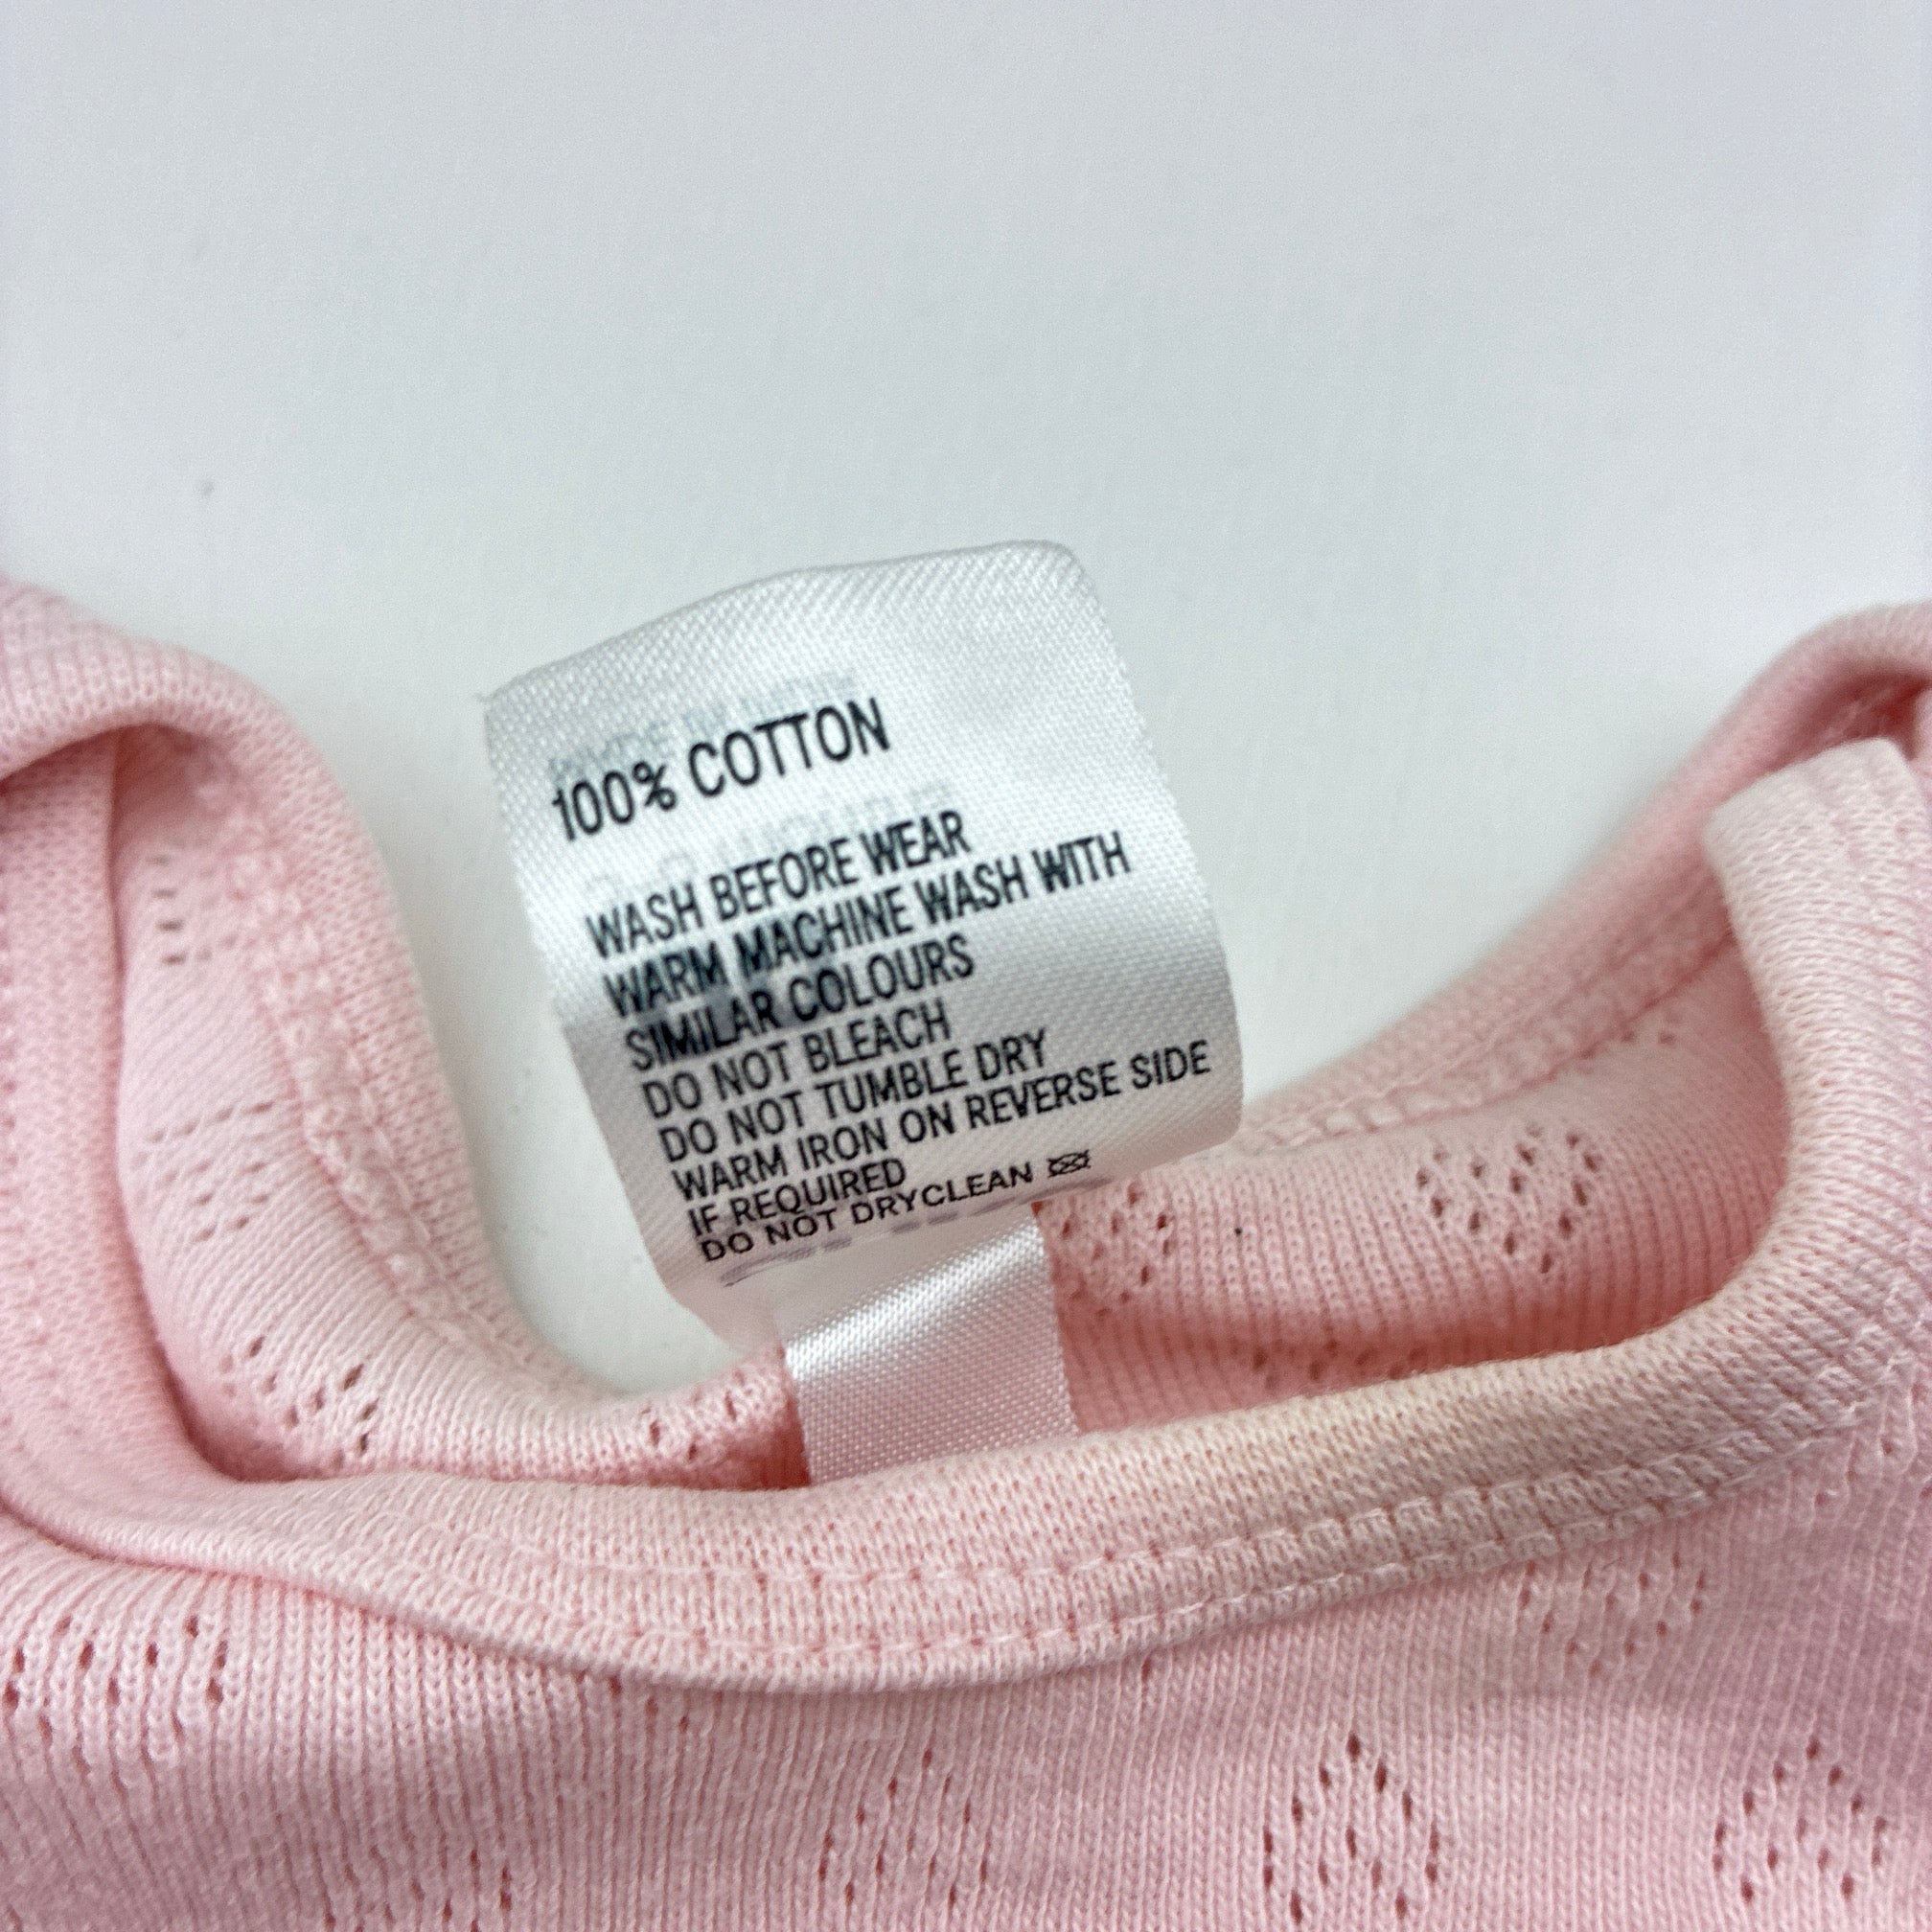 100% COTTON
WASH BEFORE WEAR
WARM MACHINE WASH WITH
SIMILAR COLOURS
DO NOT BLEACH
DO NOT TUMBLE DRY
WARM IRON ON REVERSE SIDE
IF REQUIRED
DO NOT DRYCLEAN